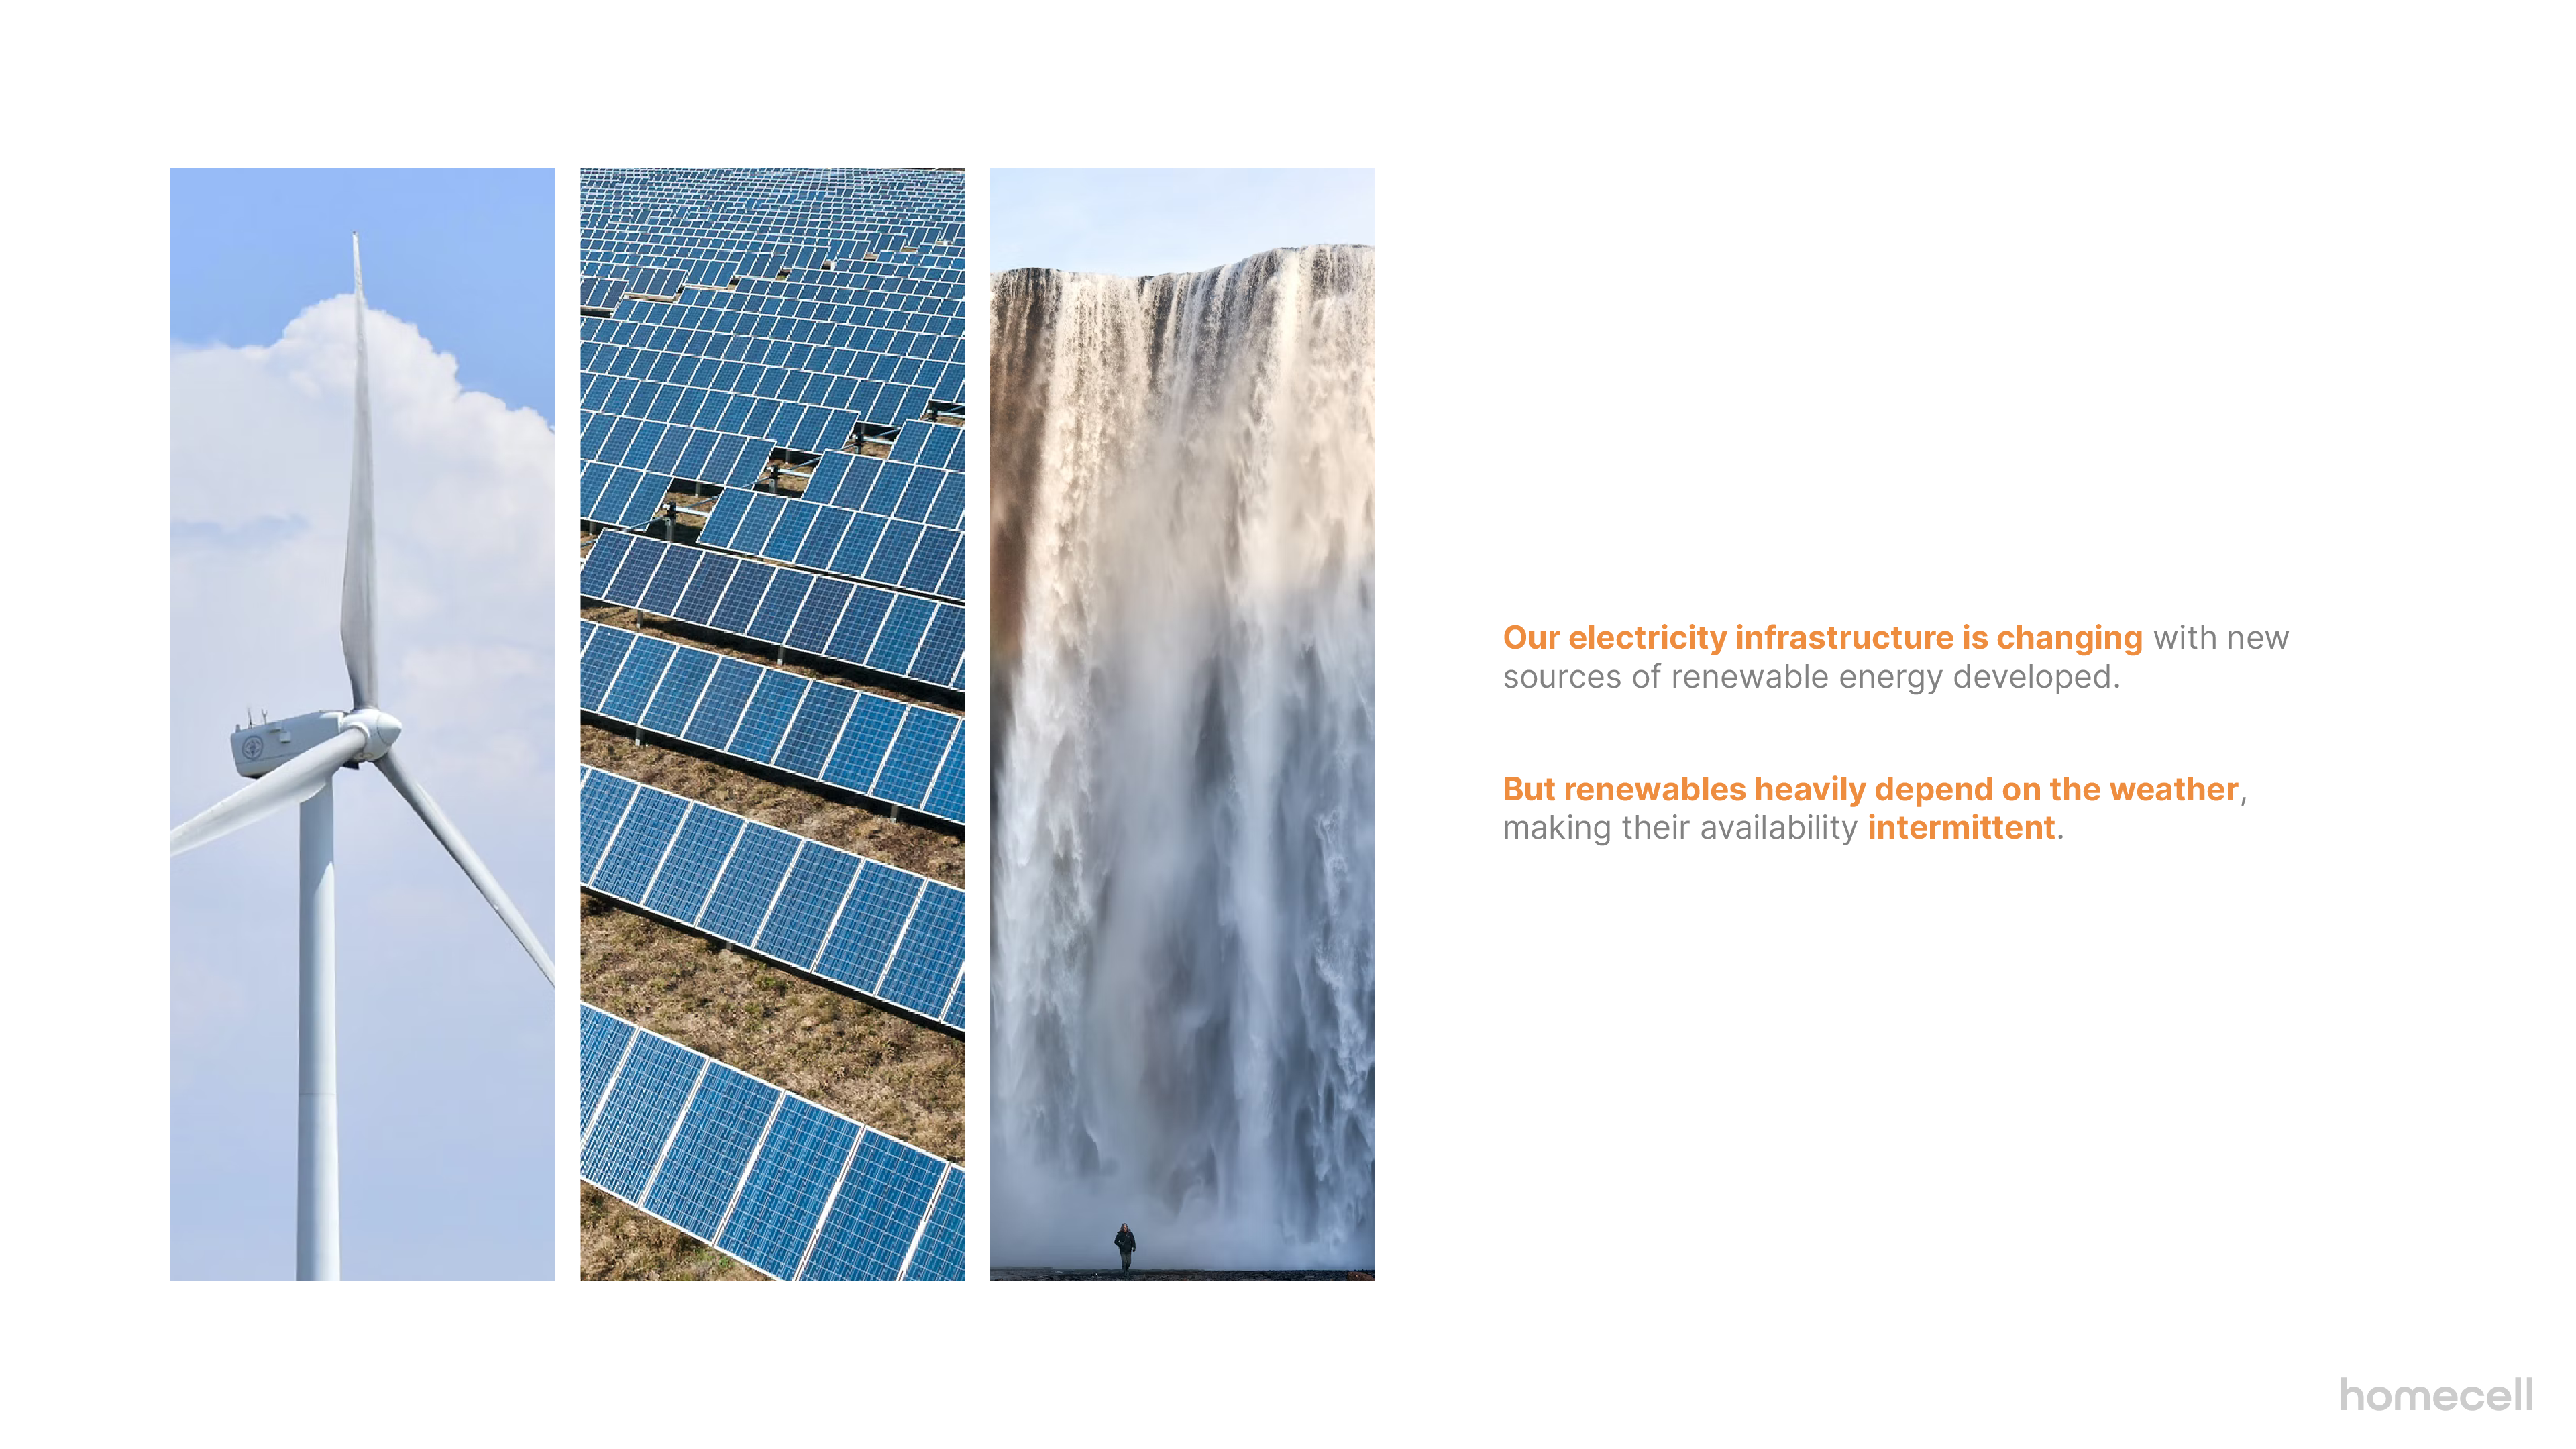 Our electricity infrastructure is changing with new
sources of renewable energy developed.
But renewables heavily depend on the weather,
making their availability intermittent.
homecell